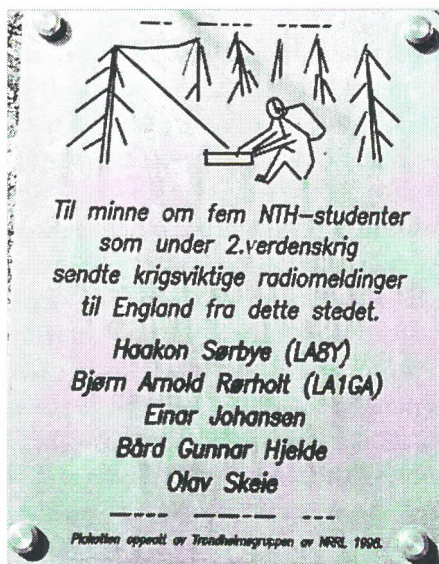 Til minne om fem NTH-studenter
som under 2.verdenskrig
sendte krigsviktige radiomeldinger
til England fra dette stedet.
Haakon Sørbye (LA8Y)
Bjørn Arnold Rørholt (LA1GA)
Einar Johansen
Bård Gunnar Hjelde
Olav Skeie
Plaketten oppsatt av Trondheimsgruppen av NRRL 1996.